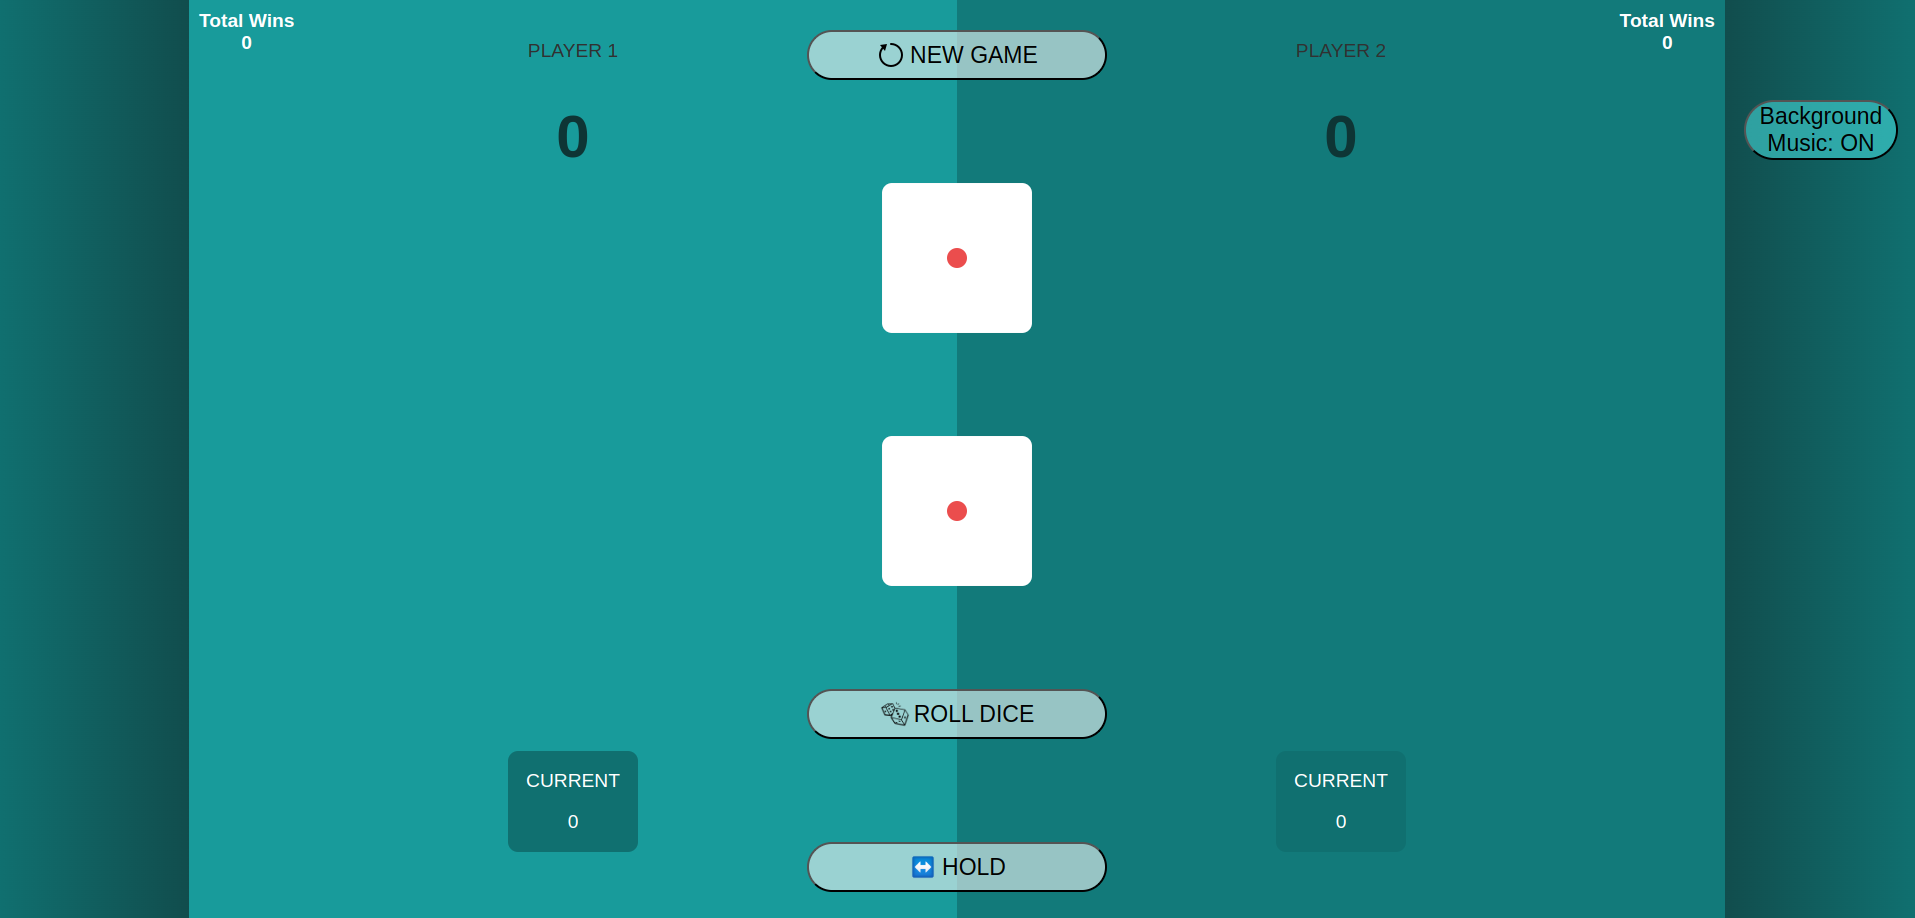 Total Wins
0
PLAYER 1
0
NEW GAME
PLAYER 2
0
Total Wins
0
Background
Music: ON
ROLL DICE
CURRENT
0
CURRENT
0
HOLD